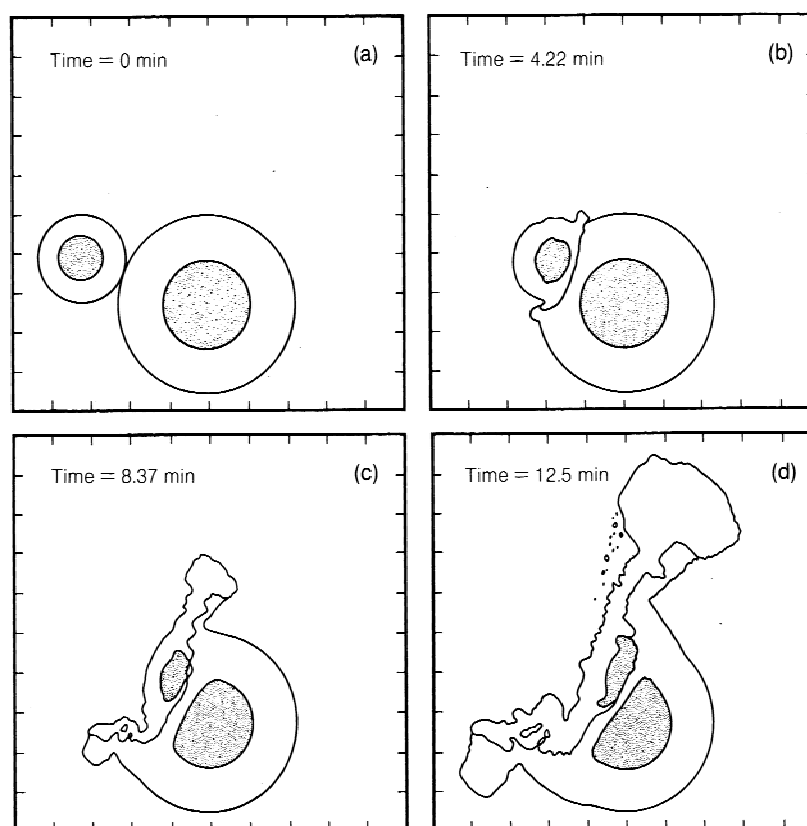 Time = 0 min
(a)
Time = 4.22 min
(b)
Time = 8.37 min
(c)
Time = 12.5 min
(d)